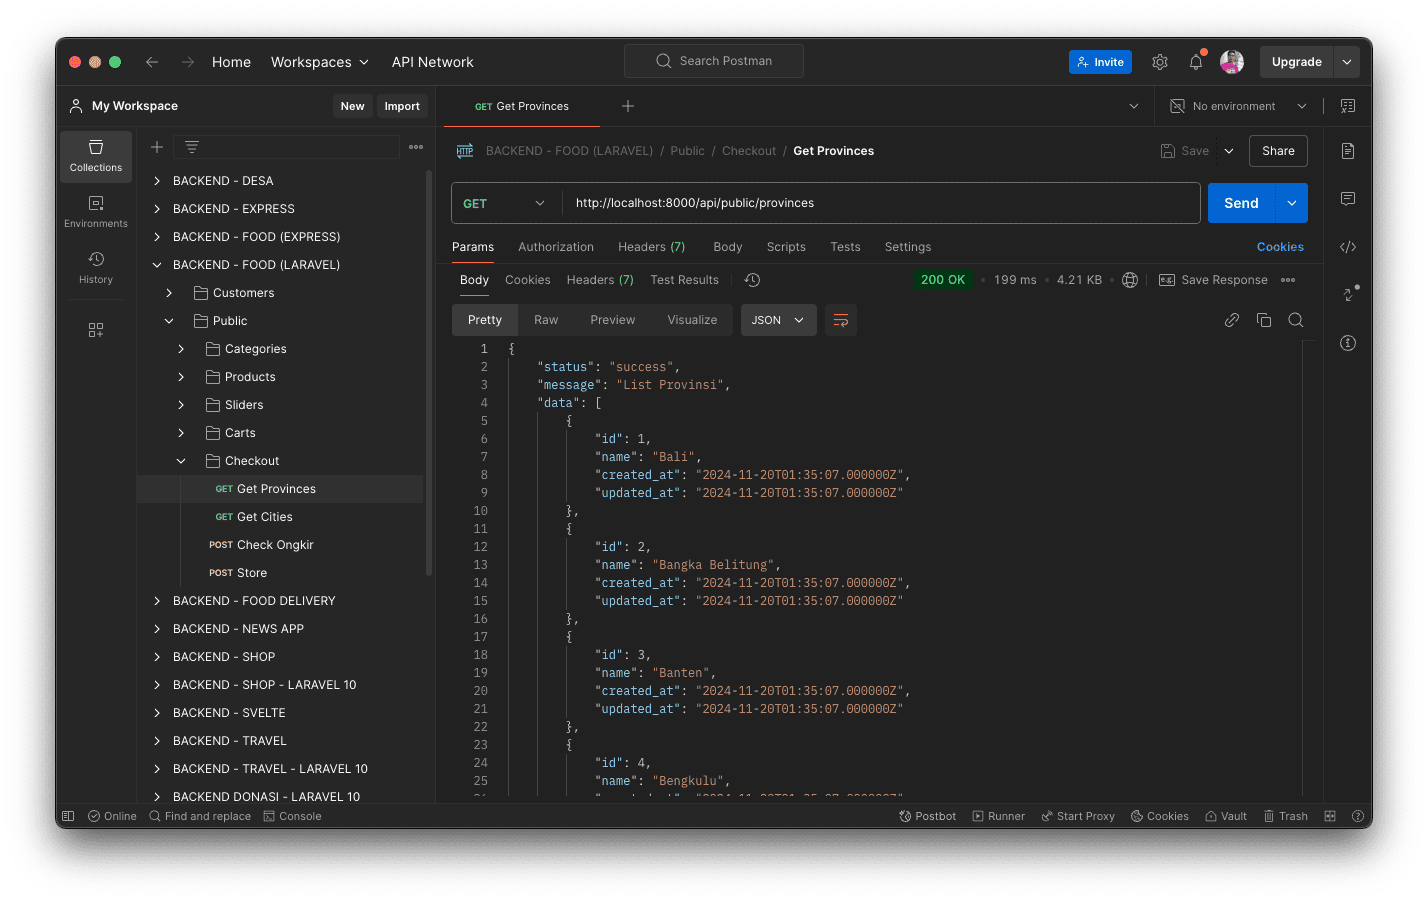 Home Workspaces API Network Search Postman Invite Upgrade
My Workspace New Import GET Get Provinces No environment
Collections
Environments
History
BACKEND - DESA
BACKEND - EXPRESS
BACKEND - FOOD (EXPRESS)
BACKEND - FOOD (LARAVEL)
Customers
Public
Categories
Products
Sliders
Carts
Checkout
GET Get Provinces
GET Get Cities
POST Check Ongkir
POST Store
BACKEND - FOOD DELIVERY
BACKEND - NEWS APP
BACKEND - SHOP
BACKEND - SHOP - LARAVEL 10
BACKEND - SVELTE
BACKEND - TRAVEL
BACKEND - TRAVEL - LARAVEL 10
BACKEND DONASI - LARAVEL 10
HTTP BACKEND - FOOD (LARAVEL) / Public / Checkout / Get Provinces Save Share
GET http://localhost:8000/api/public/provinces Send
Params Authorization Headers (7) Body Scripts Tests Settings Cookies
Body Cookies Headers (7) Test Results 200 OK • 199 ms • 4.21 KB • e.g. Save Response
Pretty Raw Preview Visualize JSON
1 {
2 "status": "success",
3 "message": "List Provinsi",
4 "data": [
5 {
6 "id": 1,
7 "name": "Bali",
8 "created_at": "2024-11-20T01:35:07.000000Z",
9 "updated_at": "2024-11-20T01:35:07.000000Z"
10 },
11 {
12 "id": 2,
13 "name": "Bangka Belitung",
14 "created_at": "2024-11-20T01:35:07.000000Z",
15 "updated_at": "2024-11-20T01:35:07.000000Z"
16 },
17 {
18 "id": 3,
19 "name": "Banten",
20 "created_at": "2024-11-20T01:35:07.000000Z",
21 "updated_at": "2024-11-20T01:35:07.000000Z"
22 },
23 {
24 "id": 4,
25 "name": "Bengkulu",
Online Find and replace Console Postbot Runner Start Proxy Cookies Vault Trash